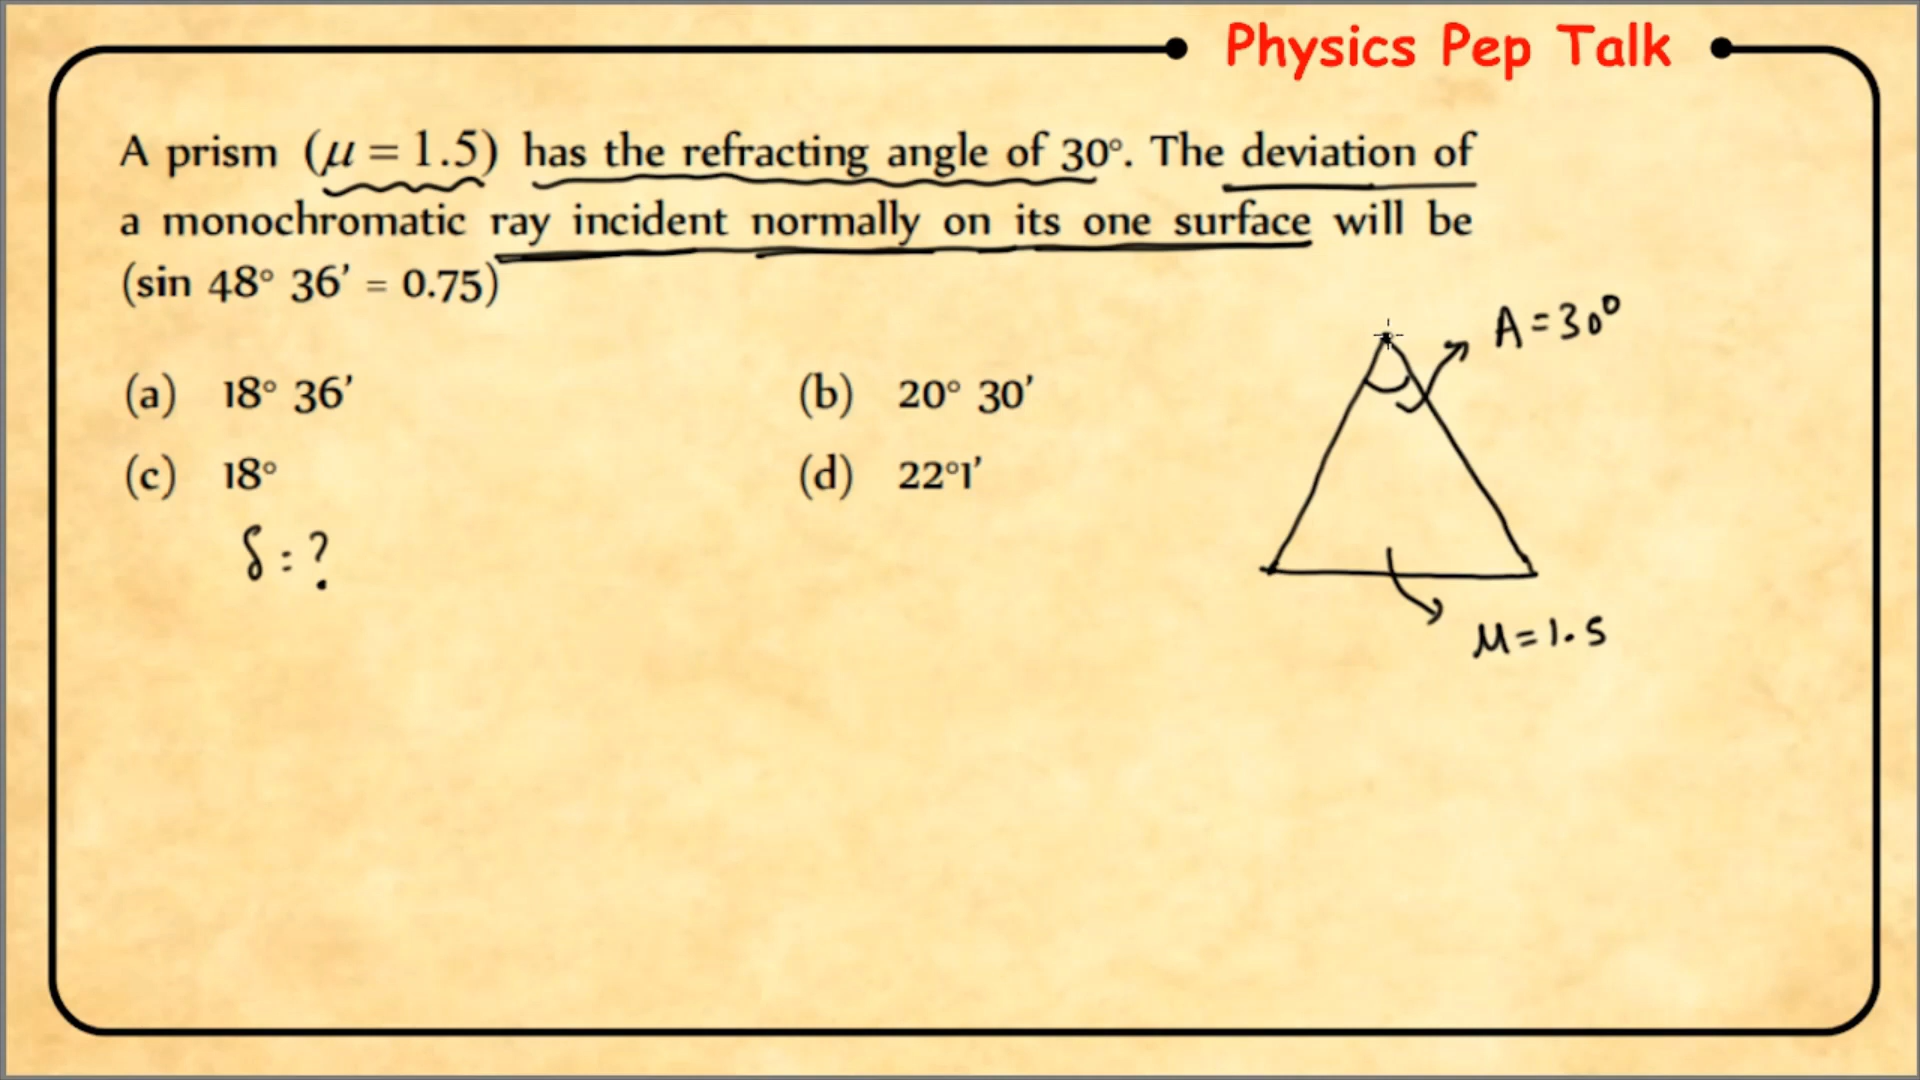 Physics Pep Talk
A prism (μ = 1.5) has the refracting angle of 30°. The deviation of
a monochromatic ray incident normally on its one surface will be
(sin 48° 36′ = 0.75)
A = 30°
(a) 18° 36′ (b) 20° 30′
(c) 18° (d) 22°1′
δ = ?
μ = 1.5